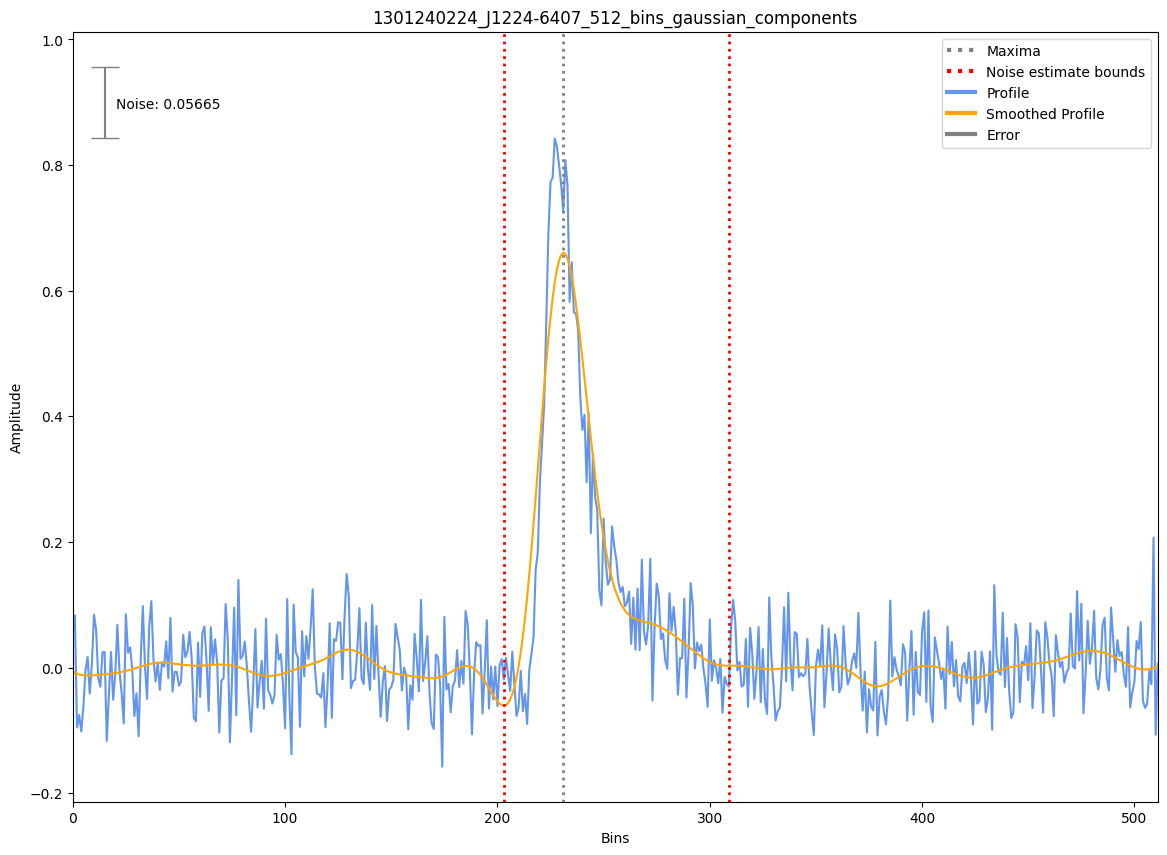 1301240224_J1224-6407_512_bins_gaussian_components
1.0
0.8
0.6
0.4
0.2
0.0
−0.2
Amplitude
Noise: 0.05665
Maxima
Noise estimate bounds
Profile
Smoothed Profile
Error
0
100
200
300
400
500
Bins